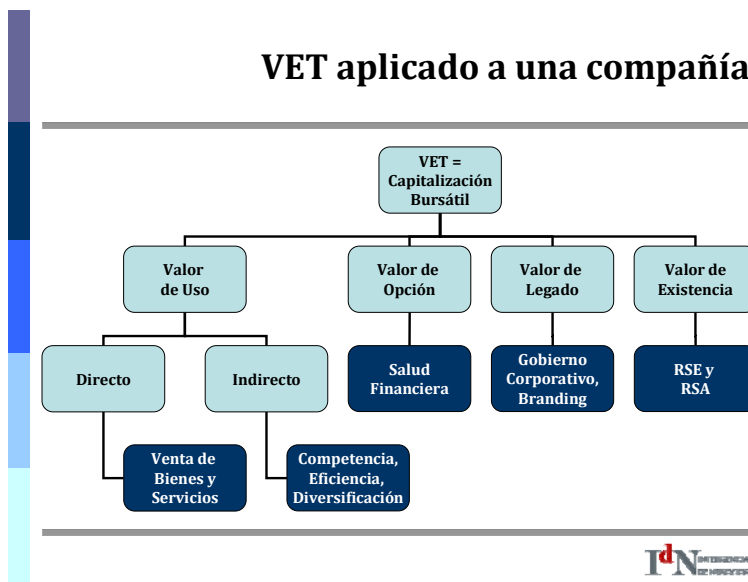 VET aplicado a una compañía
VET =
Capitalización
Bursátil
Valor
de Uso
Valor de
Opción
Valor de
Legado
Valor de
Existencia
Directo
Indirecto
Salud
Financiera
Gobierno
Corporativo,
Branding
RSE y
RSA
Venta de
Bienes y
Servicios
Competencia,
Eficiencia,
Diversificación
IdN